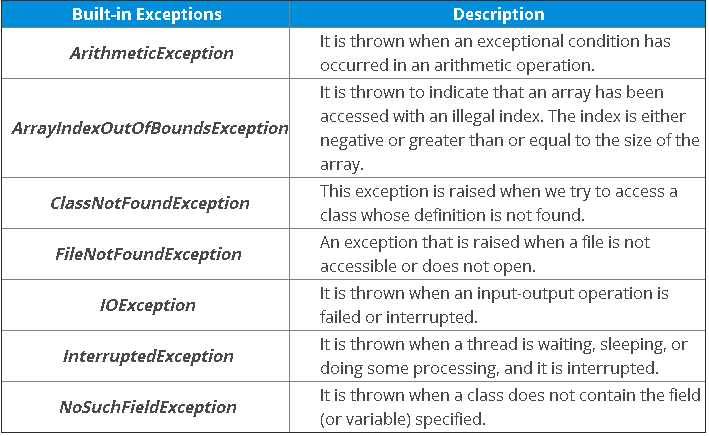 Built-in Exceptions Description
ArithmeticException
It is thrown when an exceptional condition has
occurred in an arithmetic operation.
ArrayIndexOutOfBoundsException
It is thrown to indicate that an array has been
accessed with an illegal index. The index is either
negative or greater than or equal to the size of the
array.
ClassNotFoundException
This exception is raised when we try to access a
class whose definition is not found.
FileNotFoundException
An exception that is raised when a file is not
accessible or does not open.
IOException
It is thrown when an input-output operation is
failed or interrupted.
InterruptedException
It is thrown when a thread is waiting, sleeping, or
doing some processing, and it is interrupted.
NoSuchFieldException
It is thrown when a class does not contain the field
(or variable) specified.